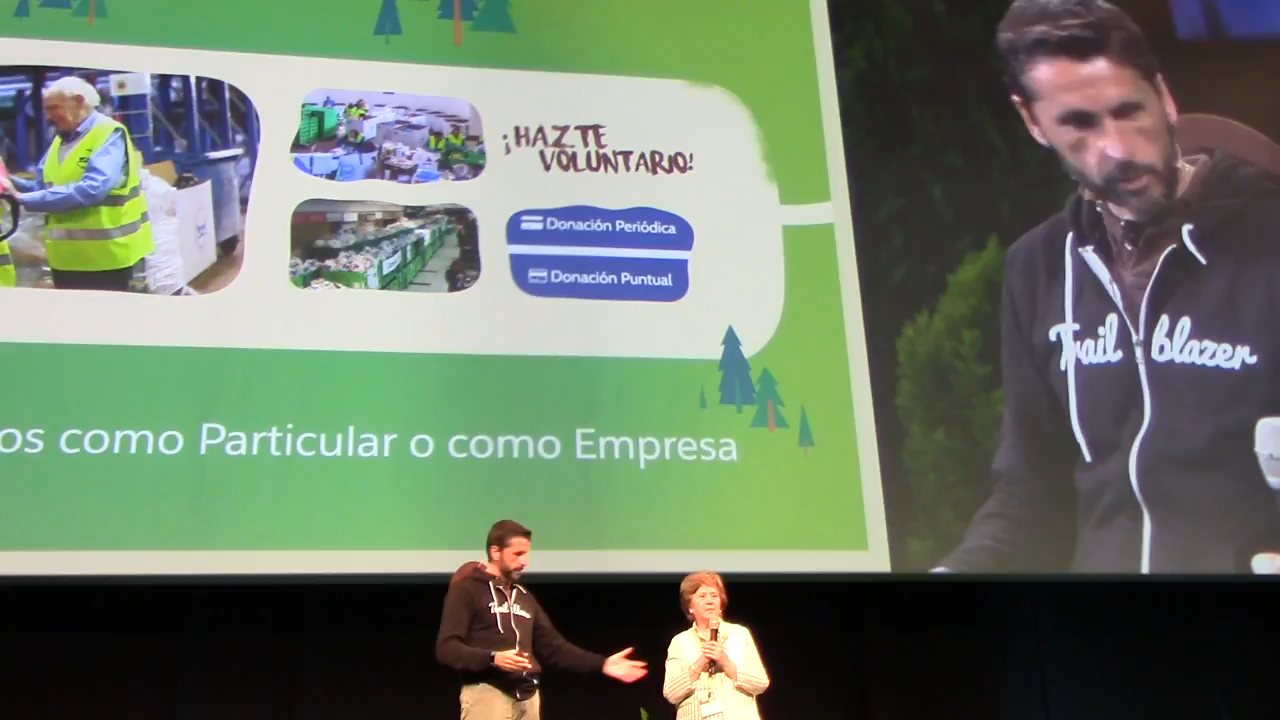 ¡HAZTE
VOLUNTARIO!
Donación Periódica
Donación Puntual
os como Particular o como Empresa
Trail blazer
Trail blazer